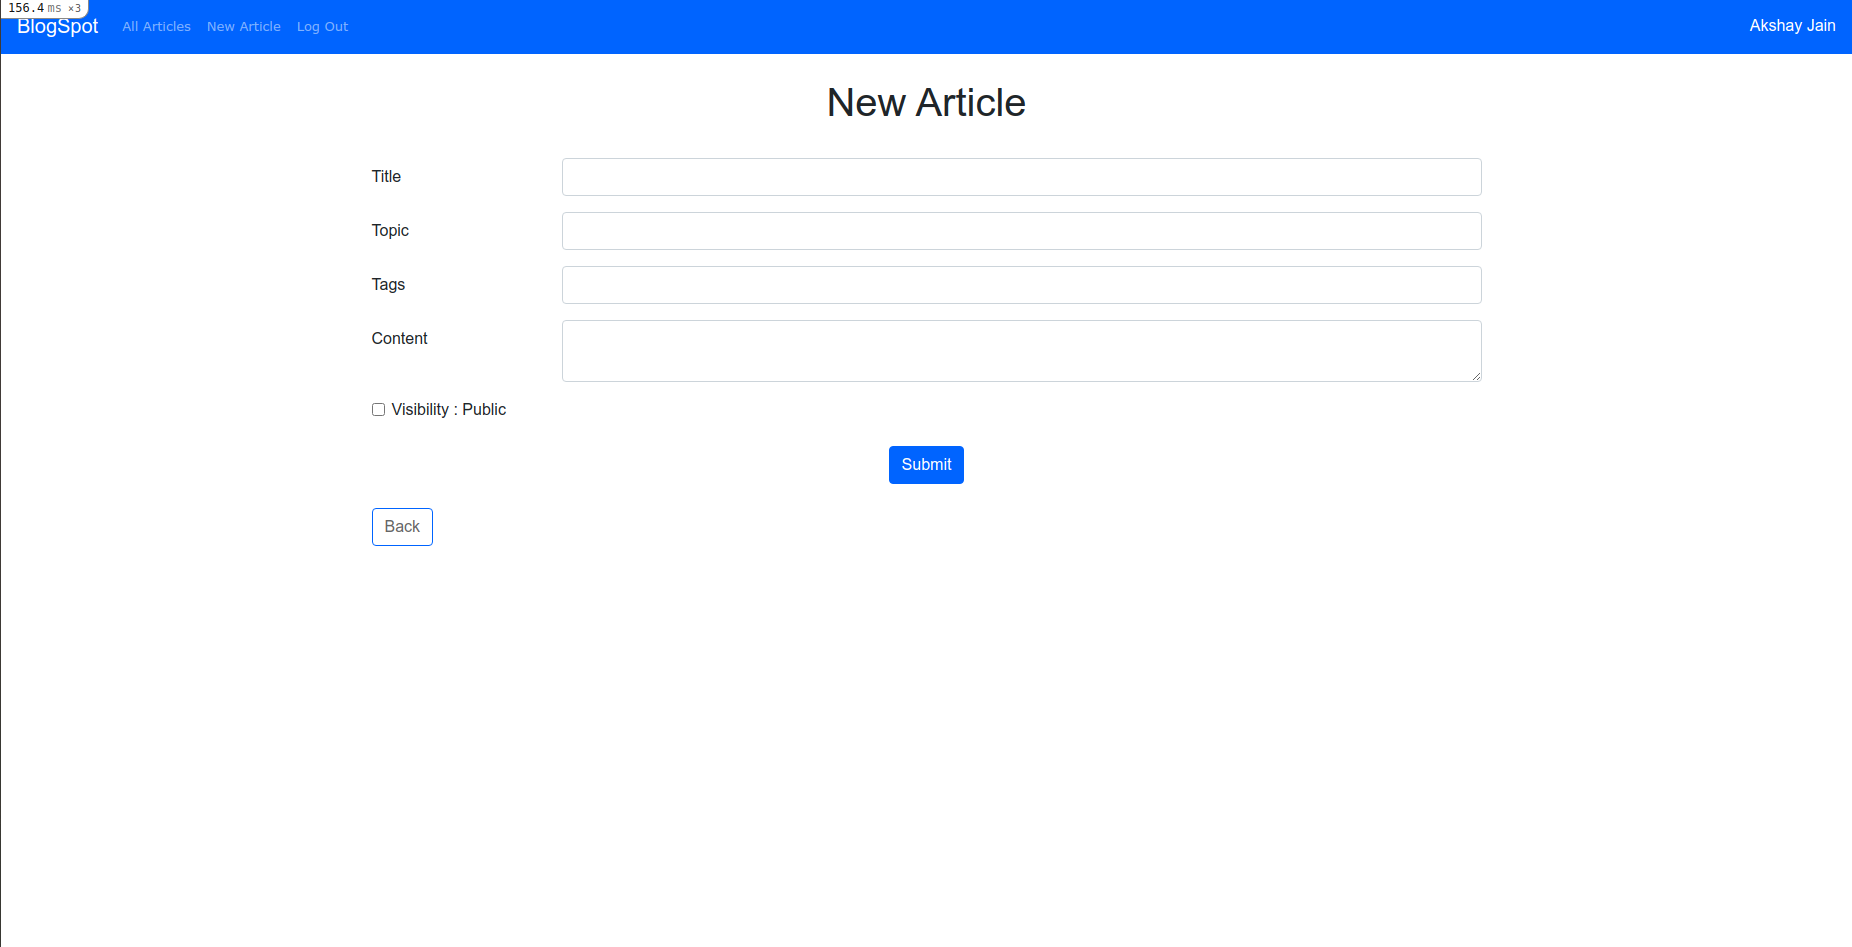 156.4 ms ×3
BlogSpot All Articles New Article Log Out Akshay Jain
New Article
Title
Topic
Tags
Content
Visibility : Public
Submit
Back